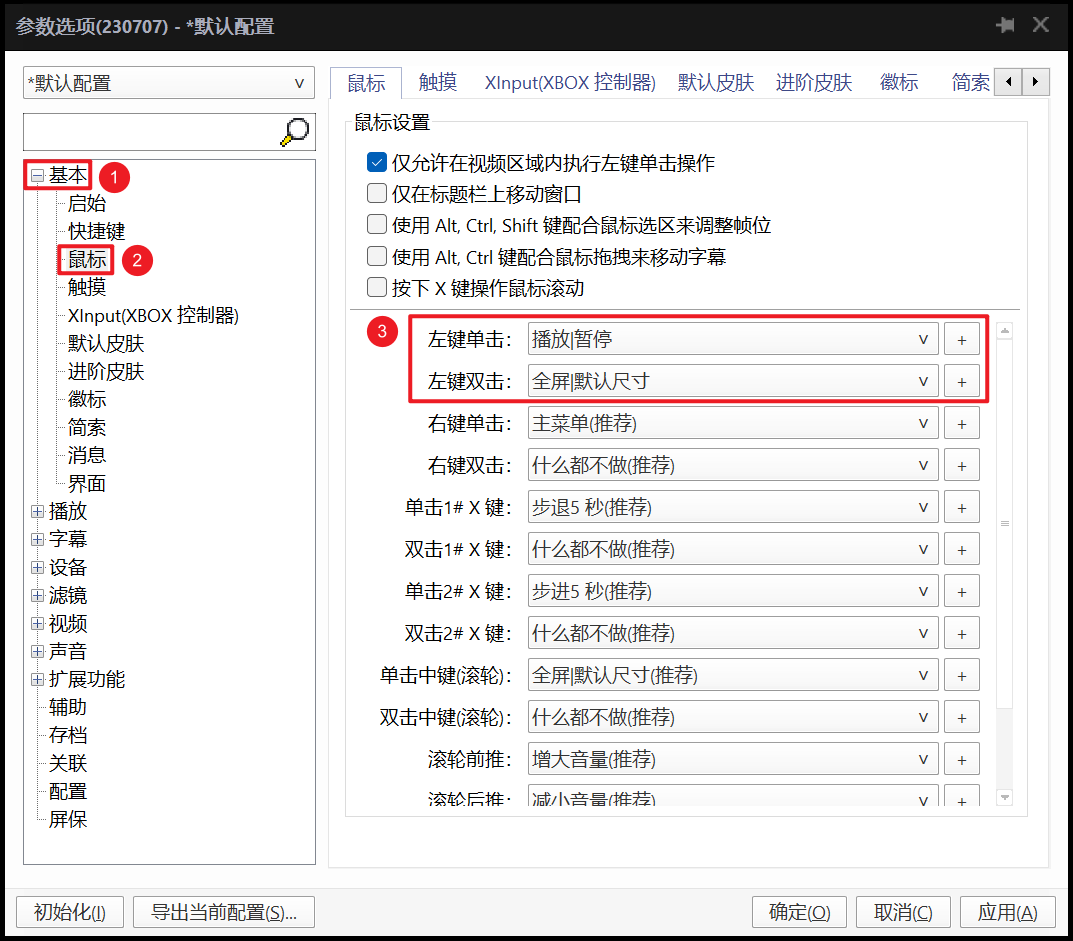 参数选项(230707) - *默认配置
*默认配置
基本 1
启始
快捷键
鼠标 2
触摸
XInput(XBOX 控制器)
默认皮肤
进阶皮肤
徽标
简索
消息
界面
播放
字幕
设备
滤镜
视频
声音
扩展功能
辅助
存档
关联
配置
屏保
鼠标 触摸 XInput(XBOX 控制器) 默认皮肤 进阶皮肤 徽标 简索
鼠标设置
仅允许在视频区域内执行左键单击操作
仅在标题栏上移动窗口
使用 Alt, Ctrl, Shift 键配合鼠标选区来调整帧位
使用 Alt, Ctrl 键配合鼠标拖拽来移动字幕
按下 X 键操作鼠标滚动
3 左键单击: 播放|暂停 +
左键双击: 全屏|默认尺寸 +
右键单击: 主菜单(推荐) +
右键双击: 什么都不做(推荐) +
单击1# X 键: 步退5 秒(推荐) +
双击1# X 键: 什么都不做(推荐) +
单击2# X 键: 步进5 秒(推荐) +
双击2# X 键: 什么都不做(推荐) +
单击中键(滚轮): 全屏|默认尺寸(推荐) +
双击中键(滚轮): 什么都不做(推荐) +
滚轮前推: 增大音量(推荐) +
滚轮后推: 减小音量(推荐) +
初始化(I) 导出当前配置(S)... 确定(O) 取消(C) 应用(A)